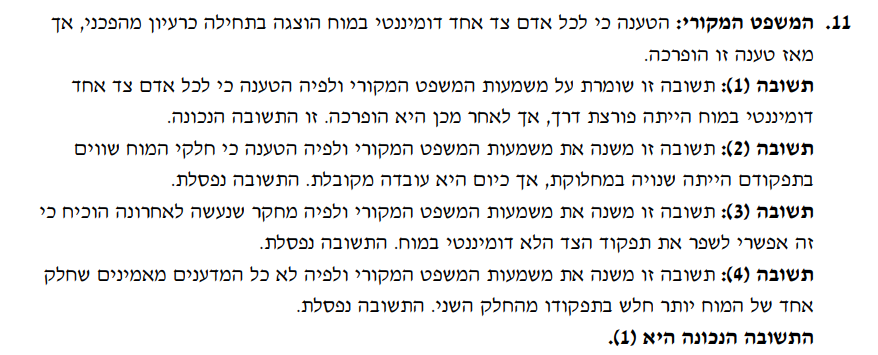 11. המשפט המקורי: הטענה כי לכל אדם צד אחד דומיננטי במוח הוצגה בתחילה כרעיון מהפכני, אך
מאז טענה זו הופרכה.
תשובה (1): תשובה זו שומרת על משמעות המשפט המקורי ולפיה הטענה כי לכל אדם צד אחד
דומיננטי במוח הייתה פורצת דרך, אך לאחר מכן היא הופרכה. זו התשובה הנכונה.
תשובה (2): תשובה זו משנה את משמעות המשפט המקורי ולפיה הטענה כי חלקי המוח שווים
בתפקודם הייתה שנויה במחלוקת, אך כיום היא עובדה מקובלת. התשובה נפסלת.
תשובה (3): תשובה זו משנה את משמעות המשפט המקורי ולפיה מחקר שנעשה לאחרונה הוכיח כי
זה אפשרי לשפר את תפקוד הצד הלא דומיננטי במוח. התשובה נפסלת.
תשובה (4): תשובה זו משנה את משמעות המשפט המקורי ולפיה לא כל המדענים מאמינים שחלק
אחד של המוח יותר חלש בתפקודו מהחלק השני. התשובה נפסלת.
התשובה הנכונה היא (1).